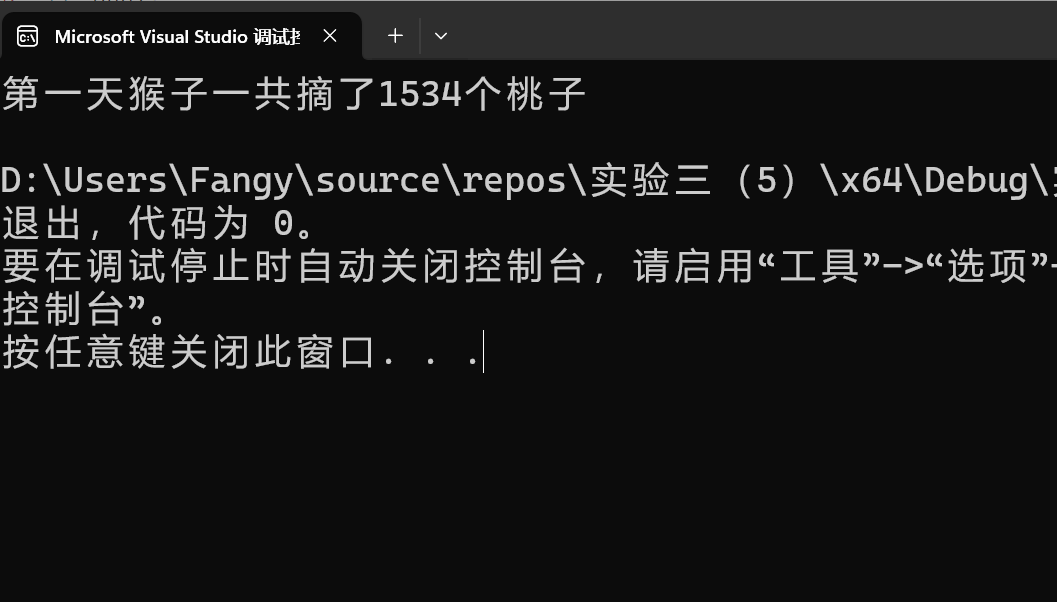 Microsoft Visual Studio 调试
第一天猴子一共摘了1534个桃子
D:\Users\Fangy\source\repos\实验三（5）\x64\Debug\
退出，代码为 0。
要在调试停止时自动关闭控制台，请启用“工具”->“选项”-
控制台”。
按任意键关闭此窗口. . .